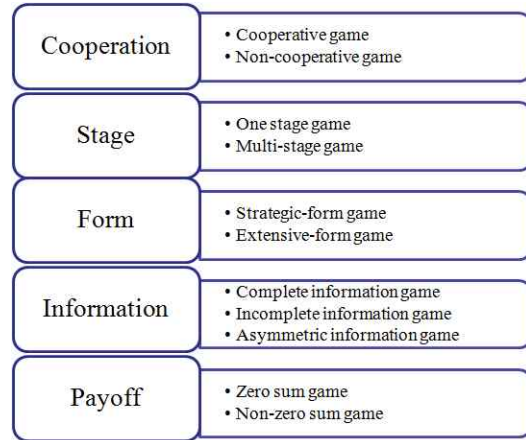 Cooperation
• Cooperative game
• Non-cooperative game
Stage
• One stage game
• Multi-stage game
Form
• Strategic-form game
• Extensive-form game
Information
• Complete information game
• Incomplete information game
• Asymmetric information game
Payoff
• Zero sum game
• Non-zero sum game